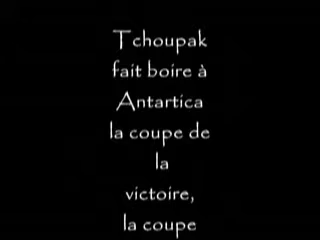 Tchoupak
fait boire à
Antartica
la coupe de
la
victoire,
la coupe